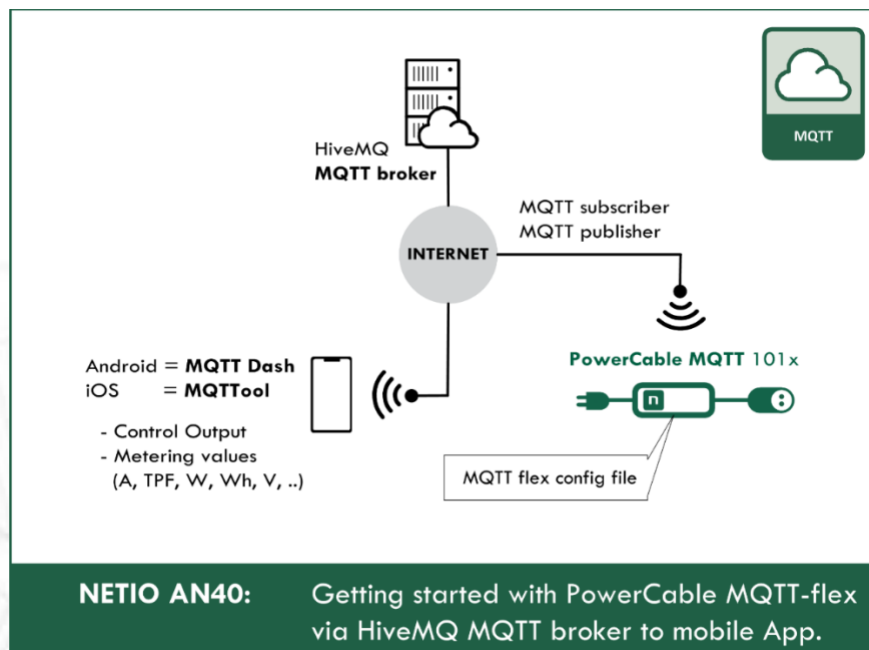 MQTT
HiveMQ
MQTT broker
MQTT subscriber
MQTT publisher
INTERNET
Android = MQTT Dash
iOS = MQTTool
- Control Output
- Metering values
(A, TPF, W, Wh, V, ..)
PowerCable MQTT 101x
n
MQTT flex config file
NETIO AN40: Getting started with PowerCable MQTT-flex
via HiveMQ MQTT broker to mobile App.